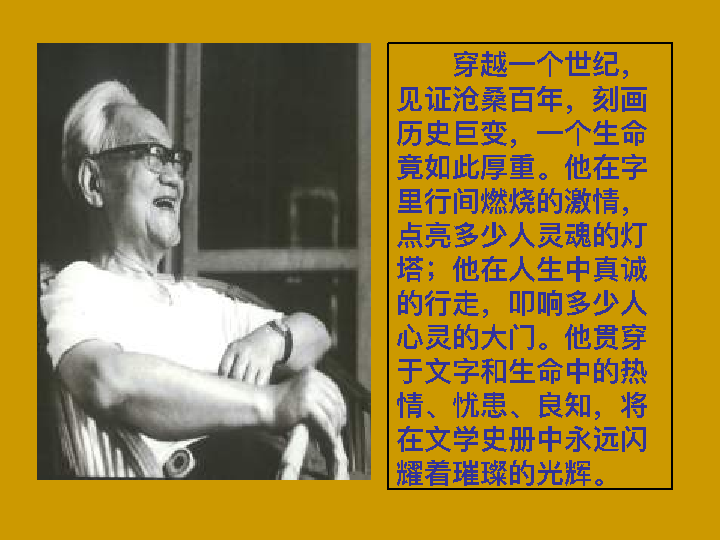 穿越一个世纪，
见证沧桑百年，刻画
历史巨变，一个生命
竟如此厚重。他在字
里行间燃烧的激情，
点亮多少人灵魂的灯
塔；他在人生中真诚
的行走，叩响多少人
心灵的大门。他贯穿
于文字和生命中的热
情、忧患、良知，将
在文学史册中永远闪
耀着璀璨的光辉。